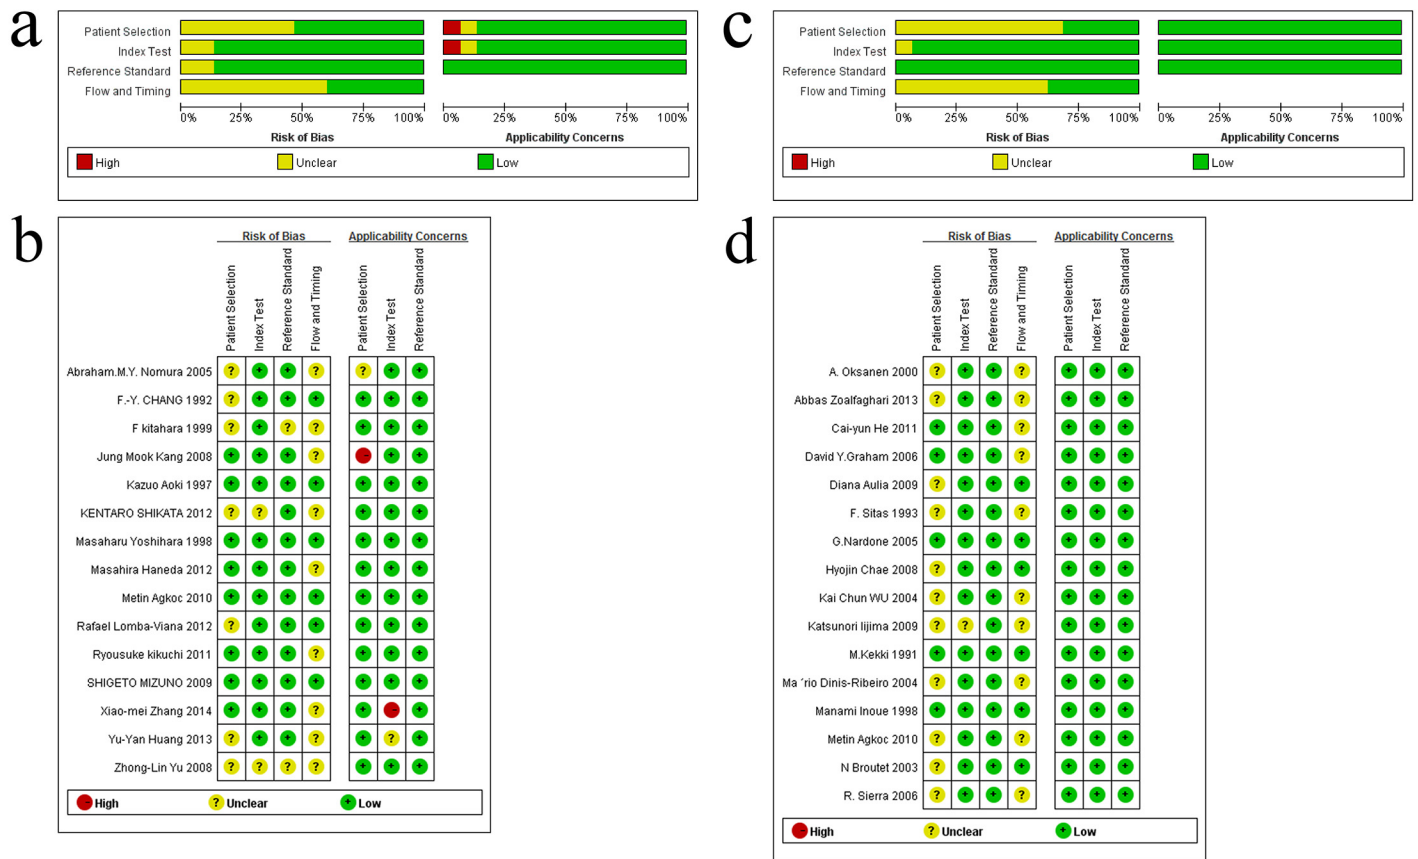 a
Patient Selection
Index Test
Reference Standard
Flow and Timing
0% 25% 50% 75% 100% 0% 25% 50% 75% 100%
Risk of Bias Applicability Concerns
High Unclear Low
c
Patient Selection
Index Test
Reference Standard
Flow and Timing
0% 25% 50% 75% 100% 0% 25% 50% 75% 100%
Risk of Bias Applicability Concerns
High Unclear Low
b
Risk of Bias Applicability Concerns
Patient Selection
Index Test
Reference Standard
Flow and Timing
Patient Selection
Index Test
Reference Standard
Abraham.M.Y. Nomura 2005 ? + + ? ? + +
F.-Y. CHANG 1992 ? + + + + + +
F kitahara 1999 ? + ? ? + + +
Jung Mook Kang 2008 + + + ? - + +
Kazuo Aoki 1997 + + + + + + +
KENTARO SHIKATA 2012 ? ? + ? + + +
Masaharu Yoshihara 1998 + + + + + + +
Masahira Haneda 2012 + + + ? + + +
Metin Agkoc 2010 + + + + + + +
Rafael Lomba-Viana 2012 ? + + + + + +
Ryousuke kikuchi 2011 + + + ? + + +
SHIGETO MIZUNO 2009 + + + + + + +
Xiao-mei Zhang 2014 + + + ? + - +
Yu-Yan Huang 2013 ? + + ? + ? +
Zhong-Lin Yu 2008 ? ? ? ? + + +
- High ? Unclear + Low
d
Risk of Bias Applicability Concerns
Patient Selection
Index Test
Reference Standard
Flow and Timing
Patient Selection
Index Test
Reference Standard
A. Oksanen 2000 ? + + ? + + +
Abbas Zoalfaghari 2013 ? + + ? + + +
Cai-yun He 2011 + + + ? + + +
David Y.Graham 2006 + + + ? + + +
Diana Aulia 2009 ? + + + + + +
F. Sitas 1993 ? + + ? + + +
G.Nardone 2005 + + + + + + +
Hyojin Chae 2008 ? + + + + + +
Kai Chun WU 2004 ? + + ? + + +
Katsunori Iijima 2009 ? ? + ? + + +
M.Kekki 1991 + + + + + + +
Ma ´rio Dinis-Ribeiro 2004 ? + + ? + + +
Manami Inoue 1998 + + + + + + +
Metin Agkoc 2010 ? + + ? + + +
N Broutet 2003 ? + + + + + +
R. Sierra 2006 ? + + ? + + +
- High ? Unclear + Low